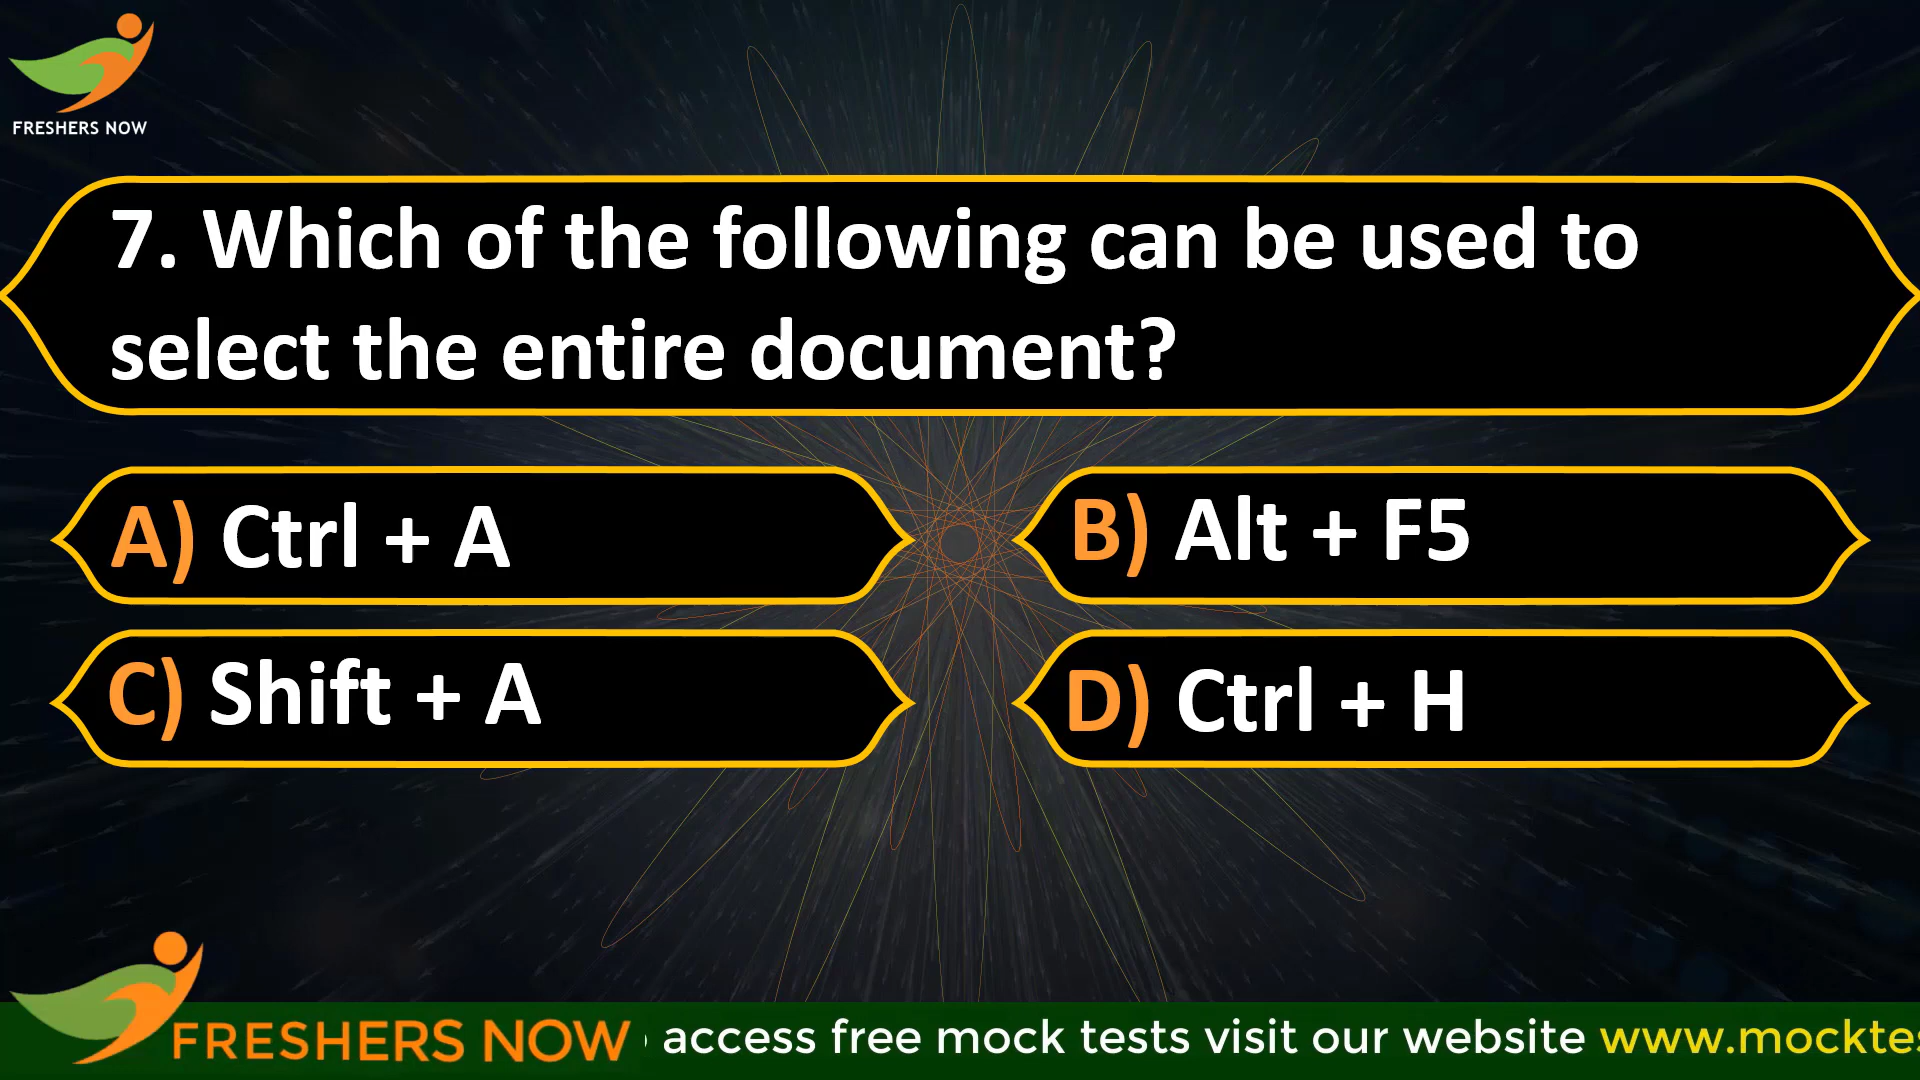 FRESHERS NOW
7. Which of the following can be used to
select the entire document?
A) Ctrl + A
B) Alt + F5
C) Shift + A
D) Ctrl + H
FRESHERS NOW
access free mock tests visit our website www.mockte